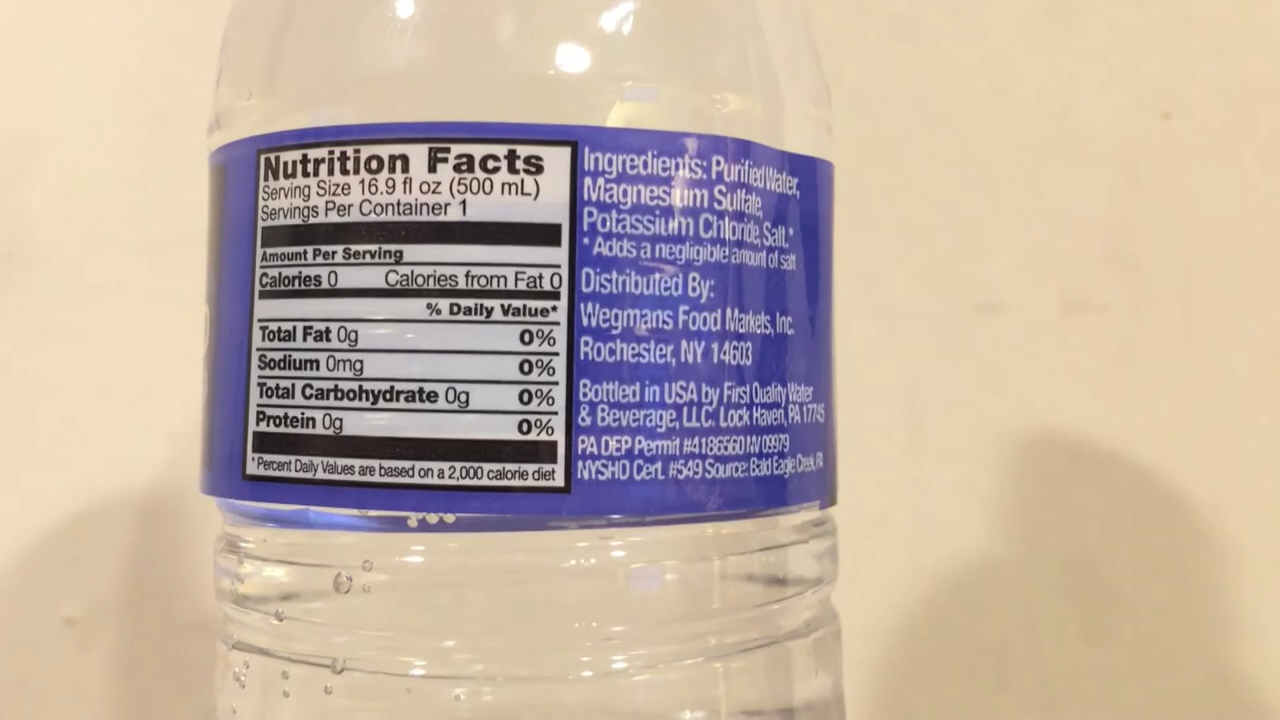 Nutrition Facts
Serving Size 16.9 fl oz (500 mL)
Servings Per Container 1
Amount Per Serving
Calories 0 Calories from Fat 0
% Daily Value*
Total Fat 0g 0%
Sodium 0mg 0%
Total Carbohydrate 0g 0%
Protein 0g 0%
* Percent Daily Values are based on a 2,000 calorie diet
Ingredients: Purified Water,
Magnesium Sulfate,
Potassium Chloride, Salt.*
* Adds a negligible amount of salt
Distributed By:
Wegmans Food Markets, Inc.
Rochester, NY 14603
Bottled in USA by First Quality Water
& Beverage, LLC. Lock Haven, PA 17745
PA DEP Permit #4186560 NV 09979
NYSHD Cert. #549 Source: Bald Eagle Creek, PA